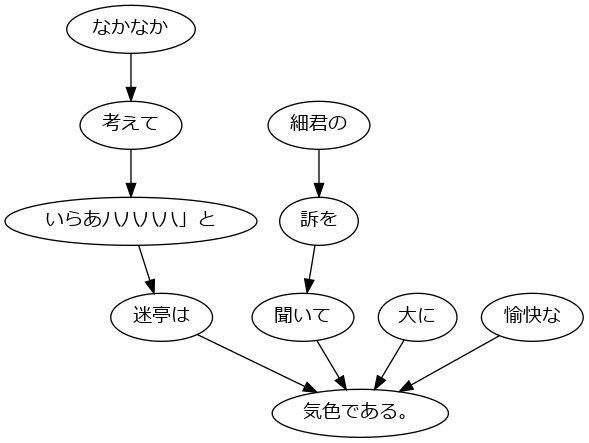 なかなか
考えて
細君の
いらあハハハハ」と
訴を
迷亭は
聞いて
大に
愉快な
気色である。